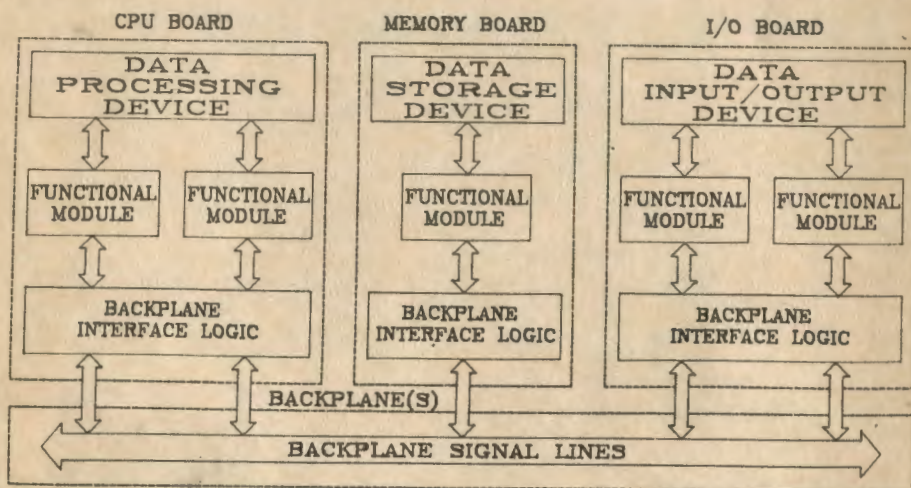 CPU BOARD
MEMORY BOARD
I/O BOARD
DATA
PROCESSING
DEVICE
DATA
STORAGE
DEVICE
DATA
INPUT/OUTPUT
DEVICE
FUNCTIONAL
MODULE
FUNCTIONAL
MODULE
FUNCTIONAL
MODULE
FUNCTIONAL
MODULE
FUNCTIONAL
MODULE
BACKPLANE
INTERFACE LOGIC
BACKPLANE
INTERFACE LOGIC
BACKPLANE
INTERFACE LOGIC
BACKPLANE(S)
BACKPLANE SIGNAL LINES